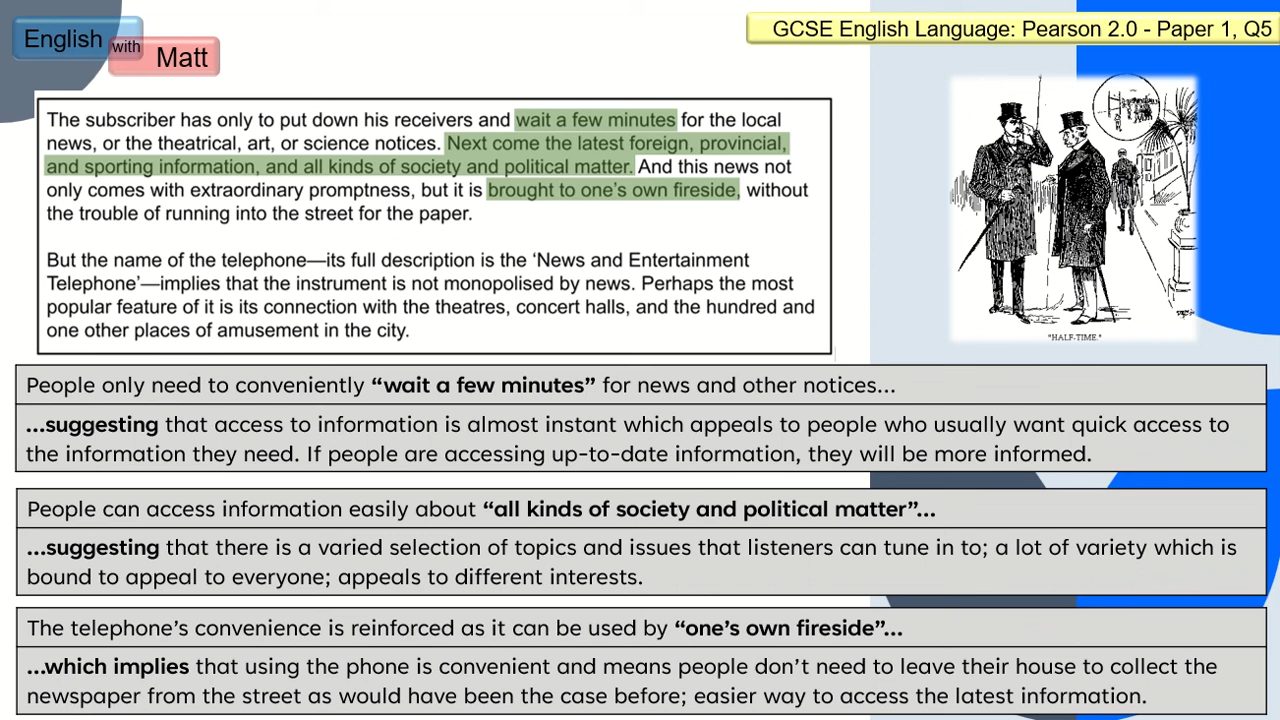 English with Matt
GCSE English Language: Pearson 2.0 - Paper 1, Q5
The subscriber has only to put down his receivers and wait a few minutes for the local
news, or the theatrical, art, or science notices. Next come the latest foreign, provincial,
and sporting information, and all kinds of society and political matter. And this news not
only comes with extraordinary promptness, but it is brought to one's own fireside, without
the trouble of running into the street for the paper.
But the name of the telephone—its full description is the 'News and Entertainment
Telephone'—implies that the instrument is not monopolised by news. Perhaps the most
popular feature of it is its connection with the theatres, concert halls, and the hundred and
one other places of amusement in the city.
"HALF-TIME."
People only need to conveniently “wait a few minutes” for news and other notices...
...suggesting that access to information is almost instant which appeals to people who usually want quick access to
the information they need. If people are accessing up-to-date information, they will be more informed.
People can access information easily about “all kinds of society and political matter”...
...suggesting that there is a varied selection of topics and issues that listeners can tune in to; a lot of variety which is
bound to appeal to everyone; appeals to different interests.
The telephone's convenience is reinforced as it can be used by “one's own fireside”...
...which implies that using the phone is convenient and means people don't need to leave their house to collect the
newspaper from the street as would have been the case before; easier way to access the latest information.